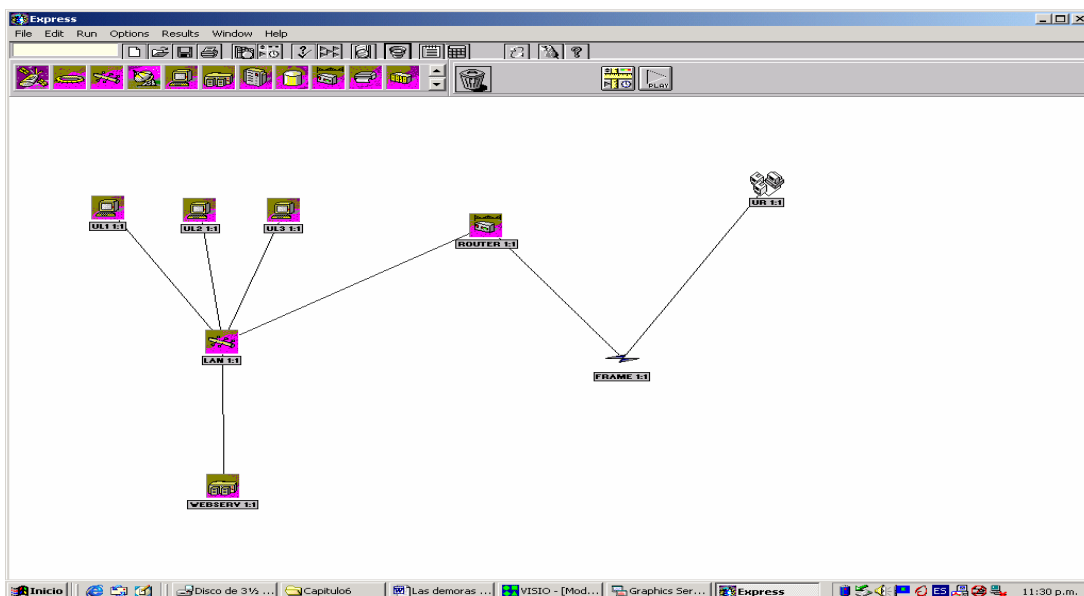 Express
File Edit Run Options Results Window Help
PLAY
UR 1:1
UL1 1:1
UL2 1:1
UL3 1:1
ROUTER 1:1
LAN 1:1
FRAME 1:1
WEBSERV 1:1
Inicio
Disco de 3½ ...
Capitulo6
Las demoras ...
VISIO - [Mod...
Graphics Ser...
Express
ES
11:30 p.m.